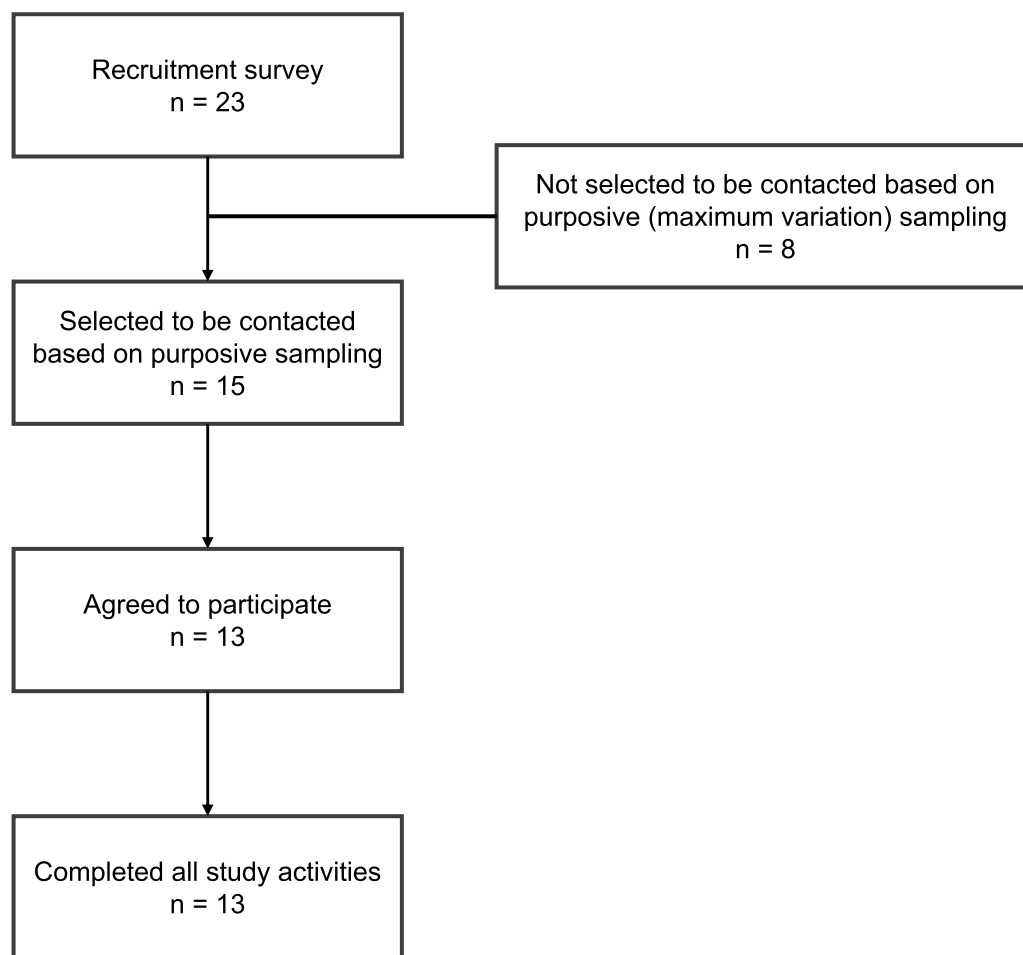 Recruitment survey
n = 23
Not selected to be contacted based on
purposive (maximum variation) sampling
n = 8
Selected to be contacted
based on purposive sampling
n = 15
Agreed to participate
n = 13
Completed all study activities
n = 13